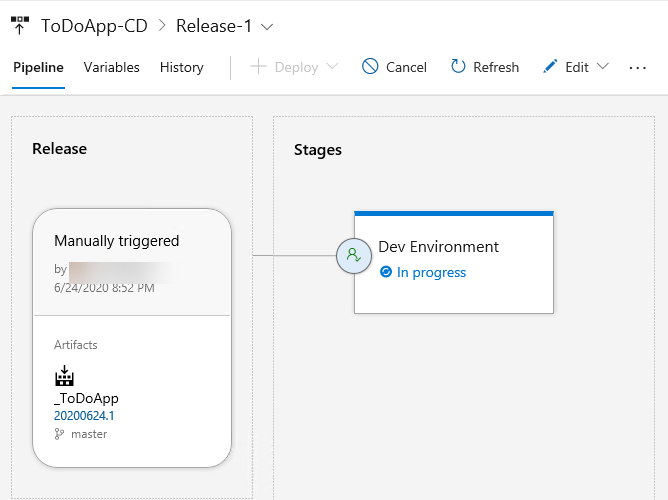 ToDoApp-CD > Release-1
Pipeline Variables History Deploy Cancel Refresh Edit ...
Release
Manually triggered
by
6/24/2020 8:52 PM
Artifacts
_ToDoApp
20200624.1
master
Stages
Dev Environment
In progress